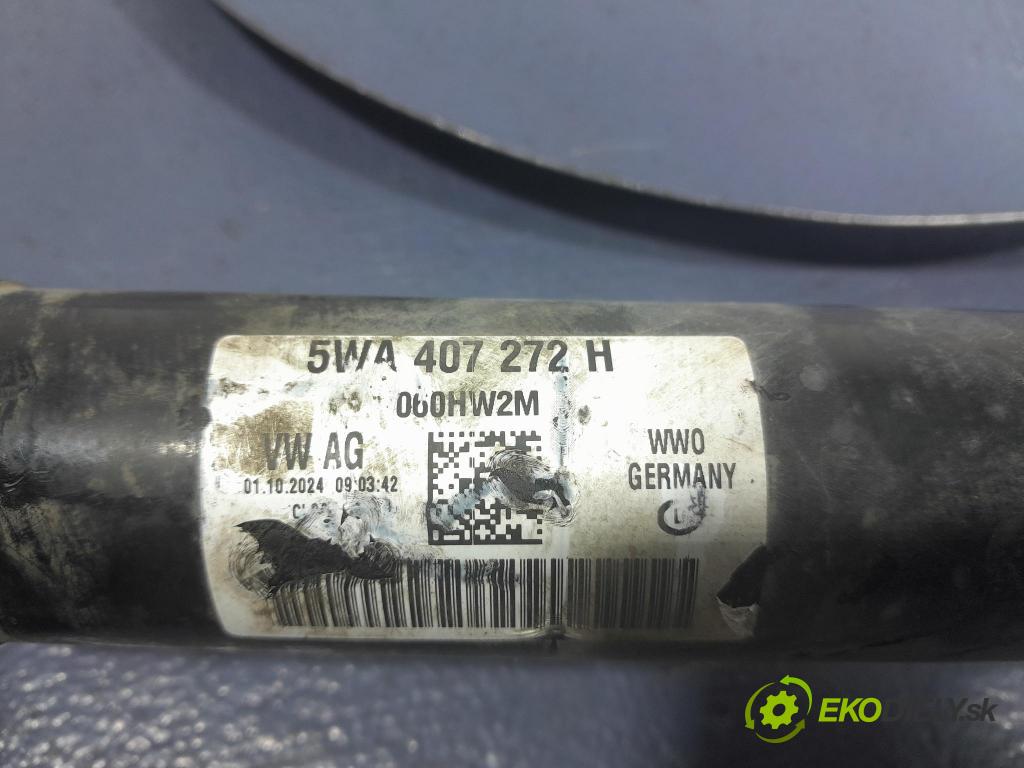 5WA 407 272 H
060HW2M
VW AG
01.10.2024 09:03:42
WWO
GERMANY
EKODIELY.sk